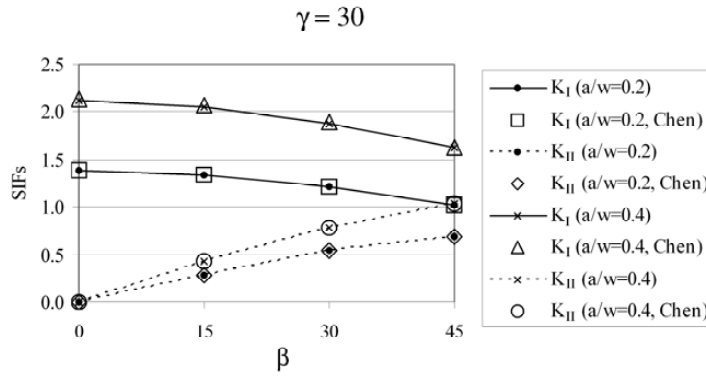 γ = 30
2.5
2.0
1.5
1.0
0.5
0.0
SIFs
0 15 30 45
β
K_I (a/w=0.2)
K_I (a/w=0.2, Chen)
K_II (a/w=0.2)
K_II (a/w=0.2, Chen)
K_I (a/w=0.4)
K_I (a/w=0.4, Chen)
K_II (a/w=0.4)
K_II (a/w=0.4, Chen)